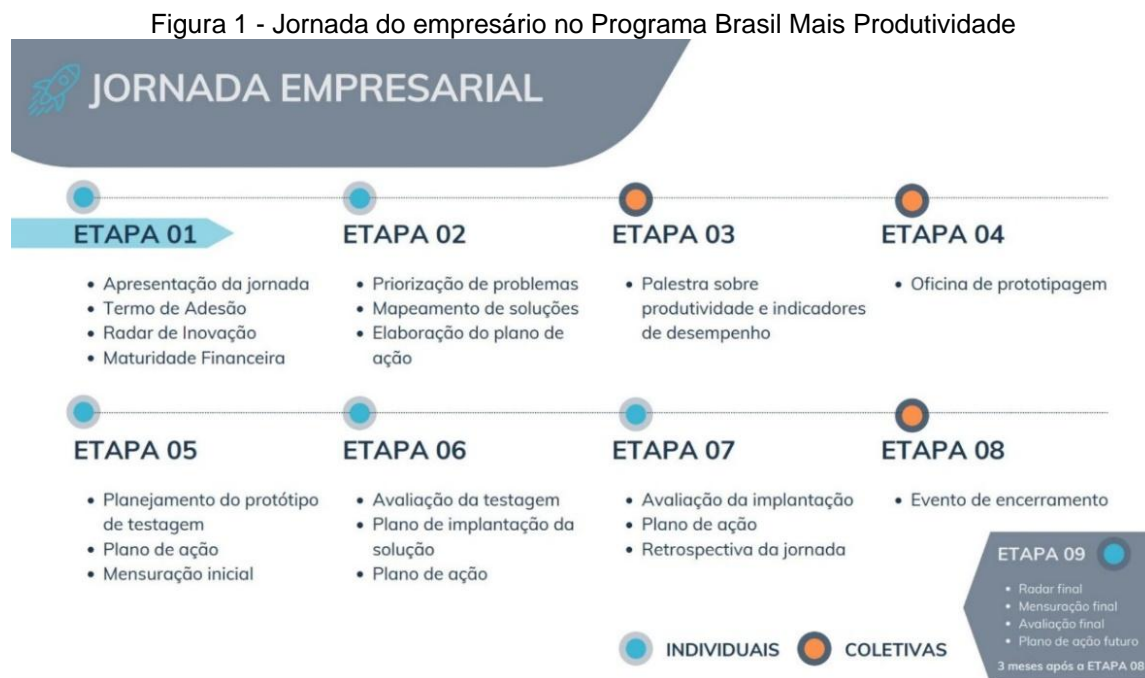 Figura 1 - Jornada do empresário no Programa Brasil Mais Produtividade
JORNADA EMPRESARIAL
ETAPA 01
• Apresentação da jornada
• Termo de Adesão
• Radar de Inovação
• Maturidade Financeira
ETAPA 02
• Priorização de problemas
• Mapeamento de soluções
• Elaboração do plano de
ação
ETAPA 03
• Palestra sobre
produtividade e indicadores
de desempenho
ETAPA 04
• Oficina de prototipagem
ETAPA 05
• Planejamento do protótipo
de testagem
• Plano de ação
• Mensuração inicial
ETAPA 06
• Avaliação da testagem
• Plano de implantação da
solução
• Plano de ação
ETAPA 07
• Avaliação da implantação
• Plano de ação
• Retrospectiva da jornada
ETAPA 08
• Evento de encerramento
ETAPA 09
• Radar final
• Mensuração final
• Avaliação final
• Plano de ação futuro
3 meses após a ETAPA 08
INDIVIDUAIS
COLETIVAS